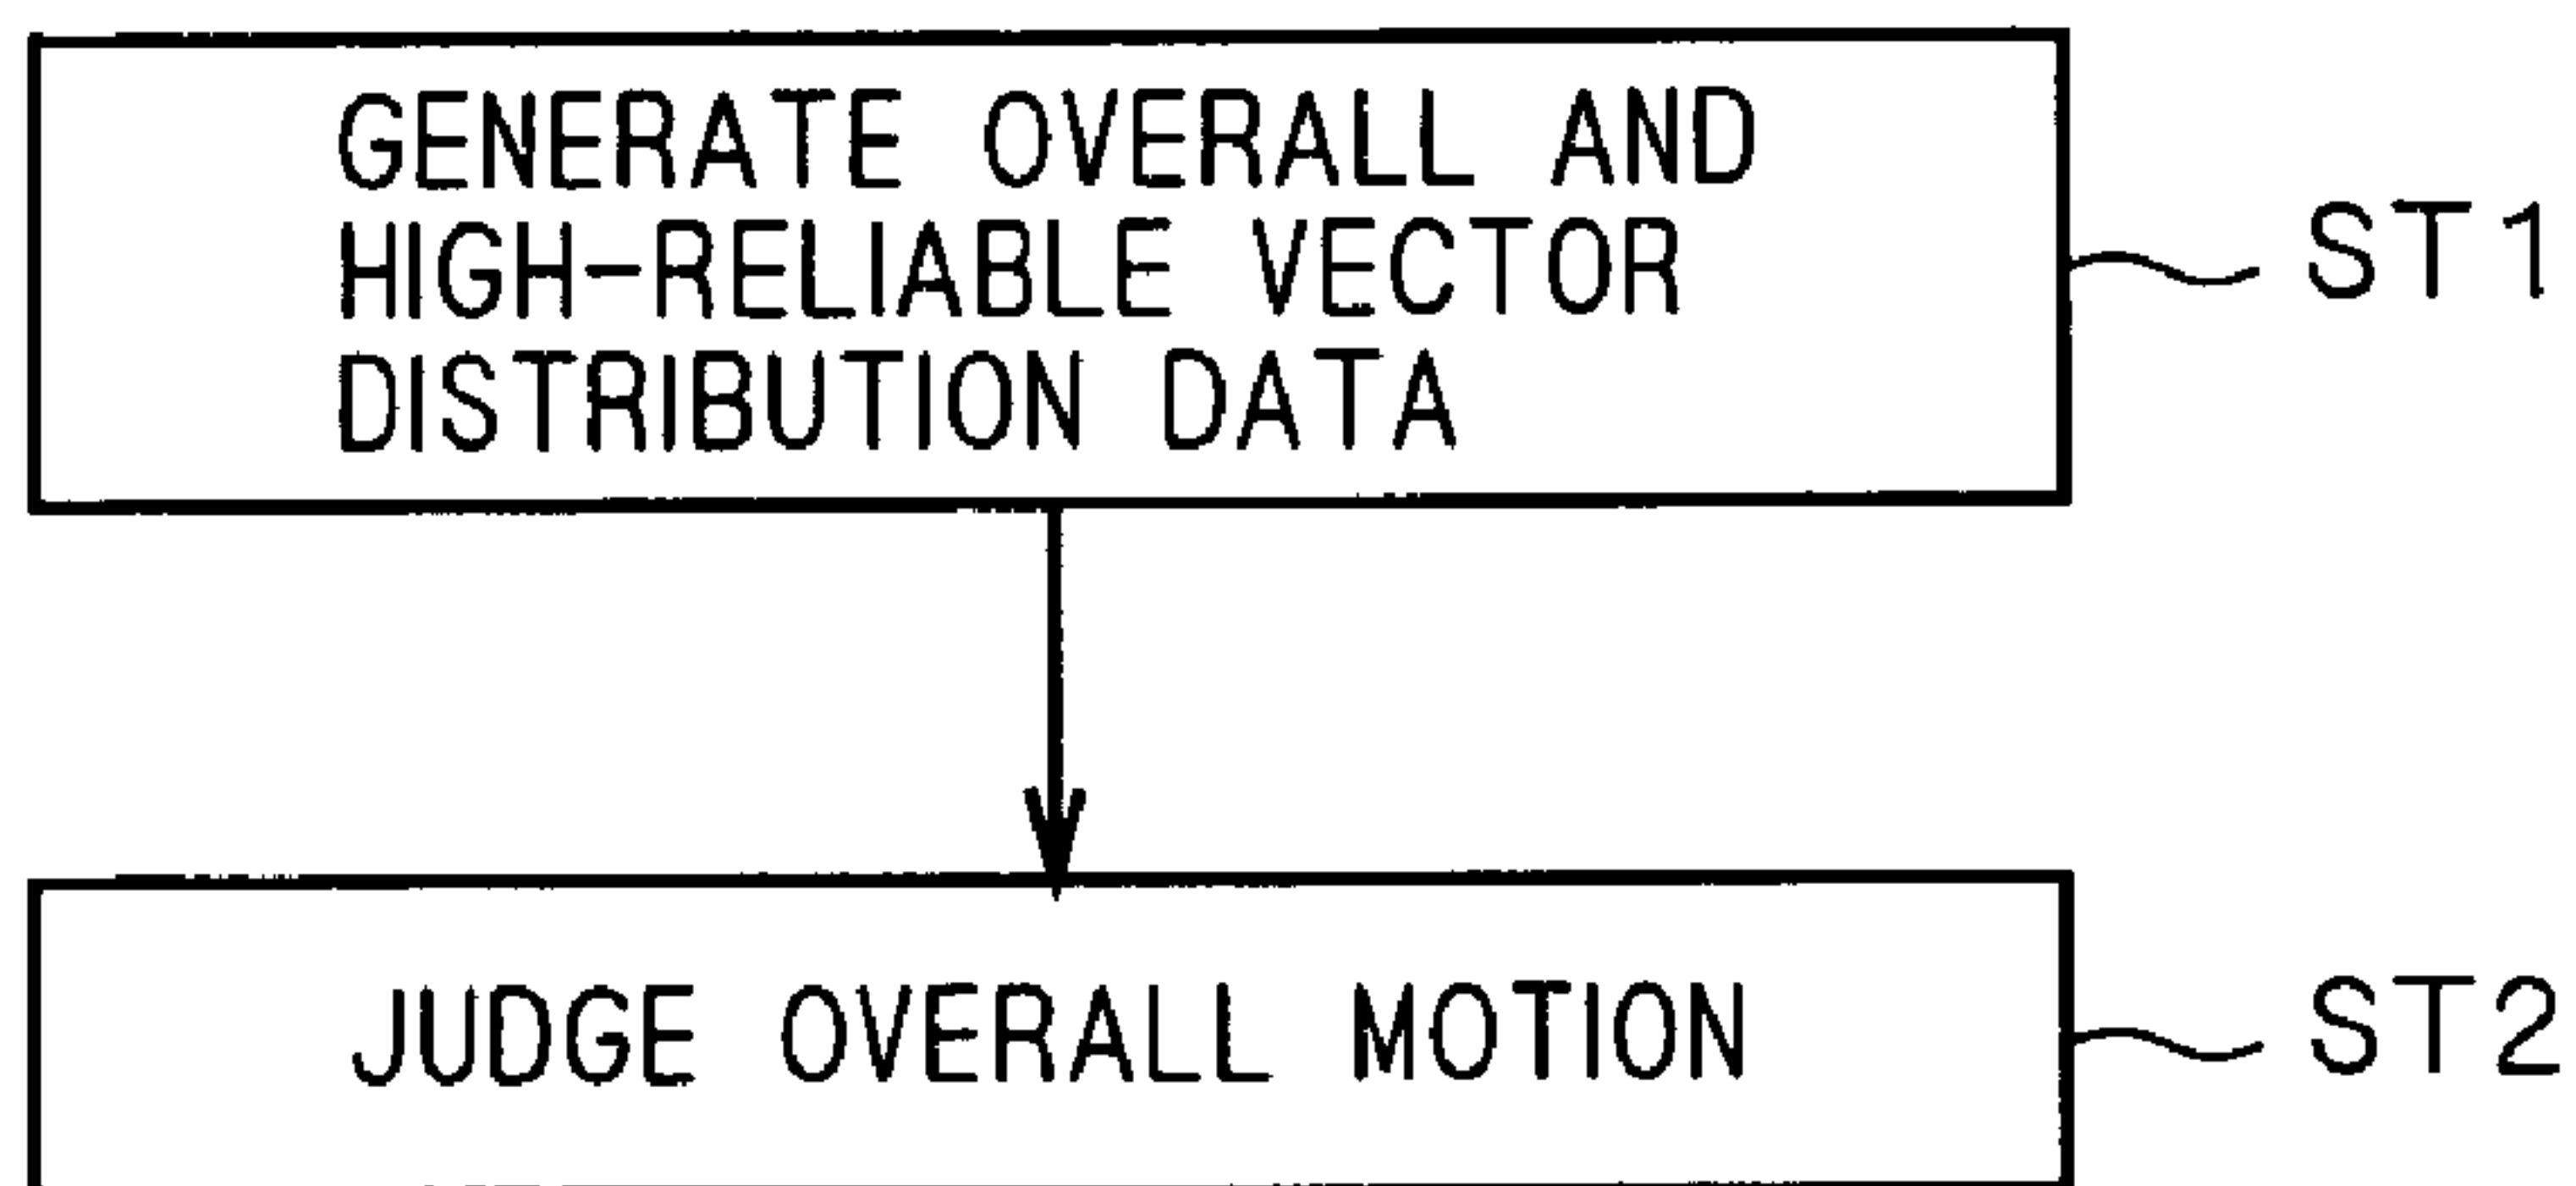 GENERATE OVERALL AND
HIGH-RELIABLE VECTOR
DISTRIBUTION DATA
ST1
JUDGE OVERALL MOTION
ST2